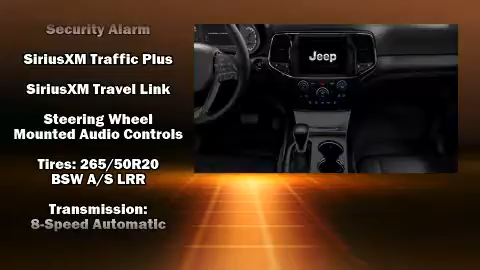 Security Alarm
SiriusXM Traffic Plus
SiriusXM Travel Link
Steering Wheel
Mounted Audio Controls
Tires: 265/50R20
BSW A/S LRR
Transmission:
8-Speed Automatic
Jeep